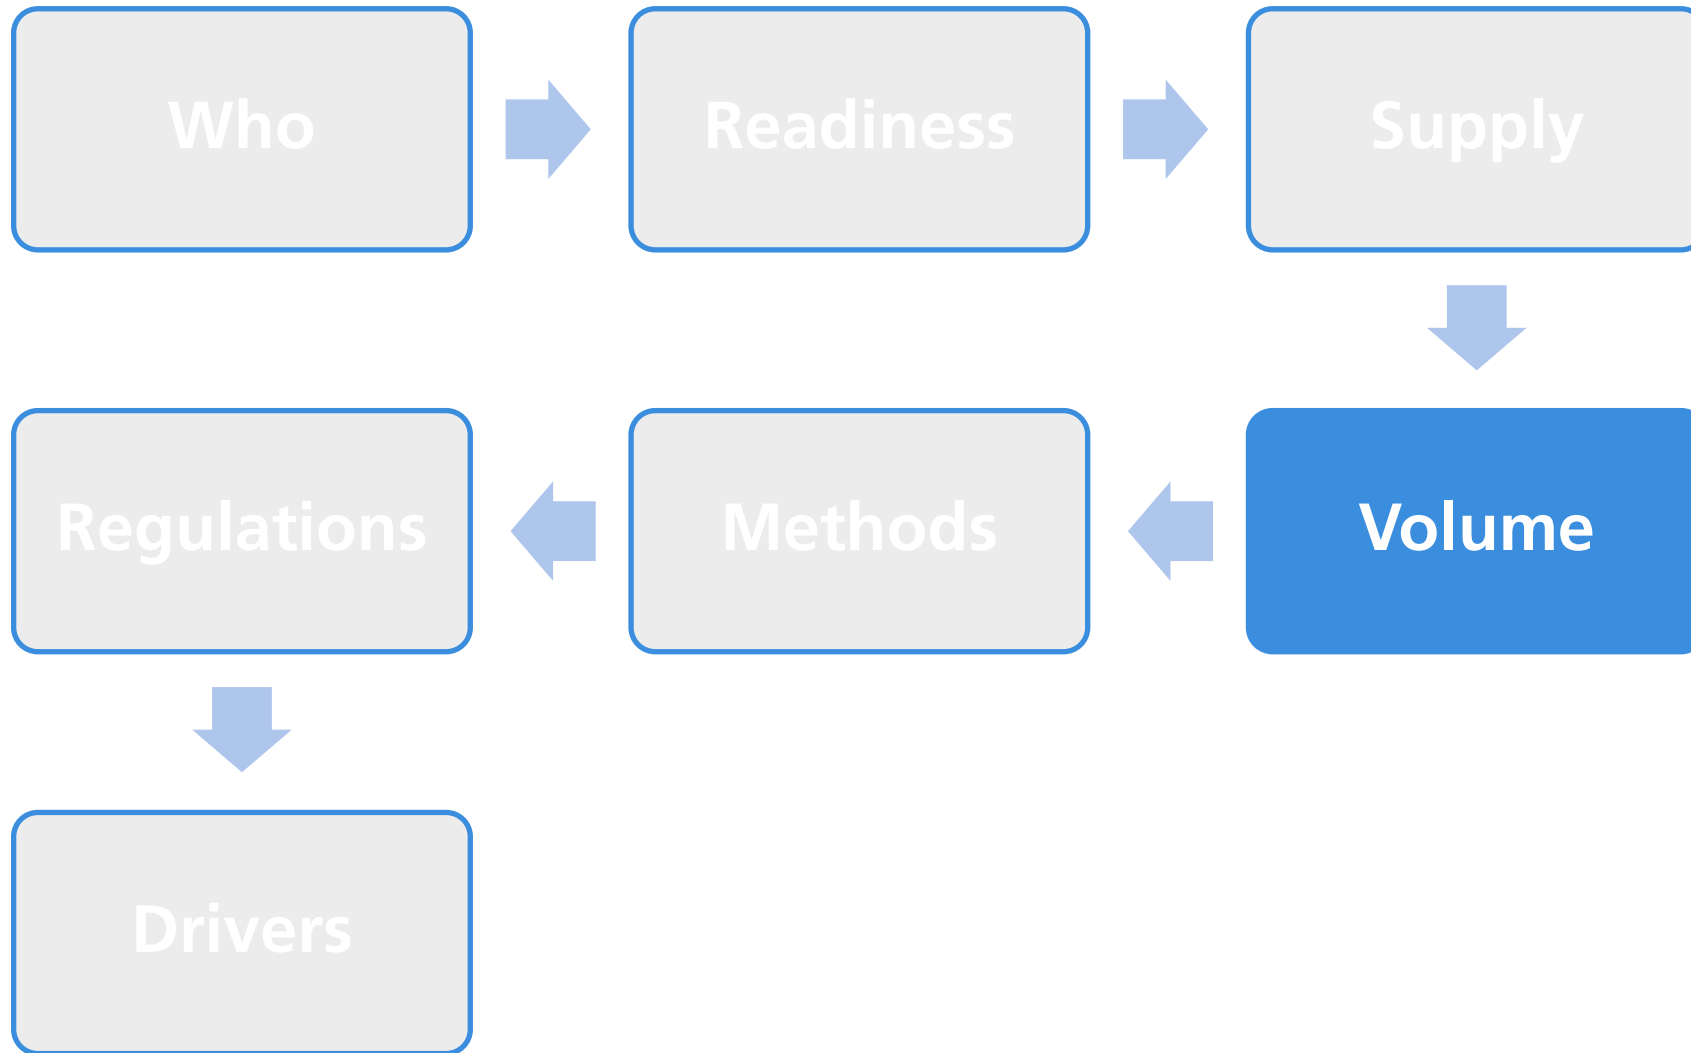 Who
Readiness
Supply
Volume
Methods
Regulations
Drivers